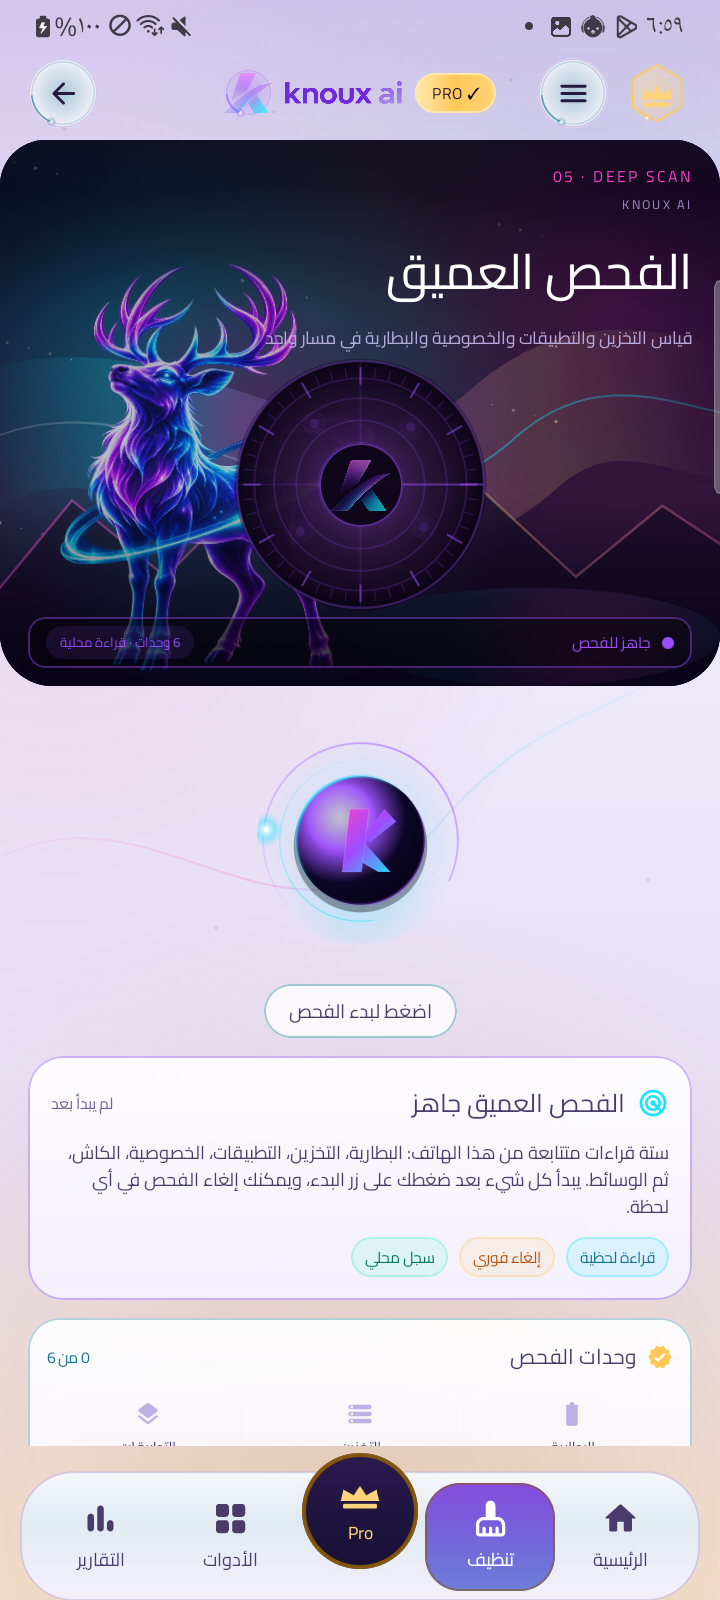 ٦:٥٩
%١٠٠
knoux ai
PRO ✓
05 · DEEP SCAN
KNOUX AI
الفحص العميق
قياس التخزين والتطبيقات والخصوصية والبطارية في مسار واحد
جاهز للفحص
6 وحدات · قراءة محلية
اضغط لبدء الفحص
الفحص العميق جاهز
لم يبدأ بعد
ستة قراءات متتابعة من هذا الهاتف: البطارية، التخزين، التطبيقات، الخصوصية، الكاش،
ثم الوسائط. يبدأ كل شيء بعد ضغطك على زر البدء، ويمكنك إلغاء الفحص في أي
لحظة.
قراءة لحظية
إلغاء فوري
سجل محلي
وحدات الفحص
0 من 6
الرئيسية
تنظيف
Pro
الأدوات
التقارير